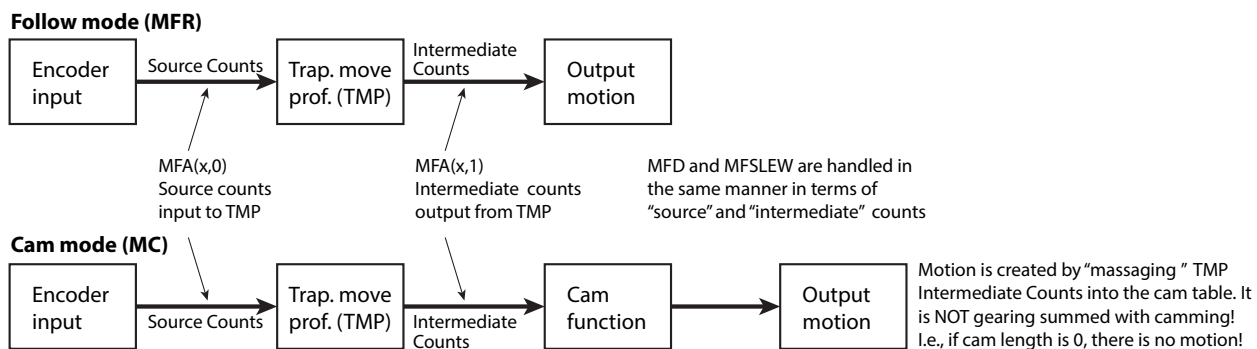 Follow mode (MFR)
Encoder
input
Source Counts
Trap. move
prof. (TMP)
Intermediate
Counts
Output
motion
MFA(x,0)
Source counts
input to TMP
MFA(x,1)
Intermediate counts
output from TMP
MFD and MFSLEW are handled in
the same manner in terms of
“source” and “intermediate” counts
Cam mode (MC)
Encoder
input
Source Counts
Trap. move
prof. (TMP)
Intermediate
Counts
Cam
function
Output
motion
Motion is created by “massaging ” TMP
Intermediate Counts into the cam table. It
is NOT gearing summed with camming!
I.e., if cam length is 0, there is no motion!